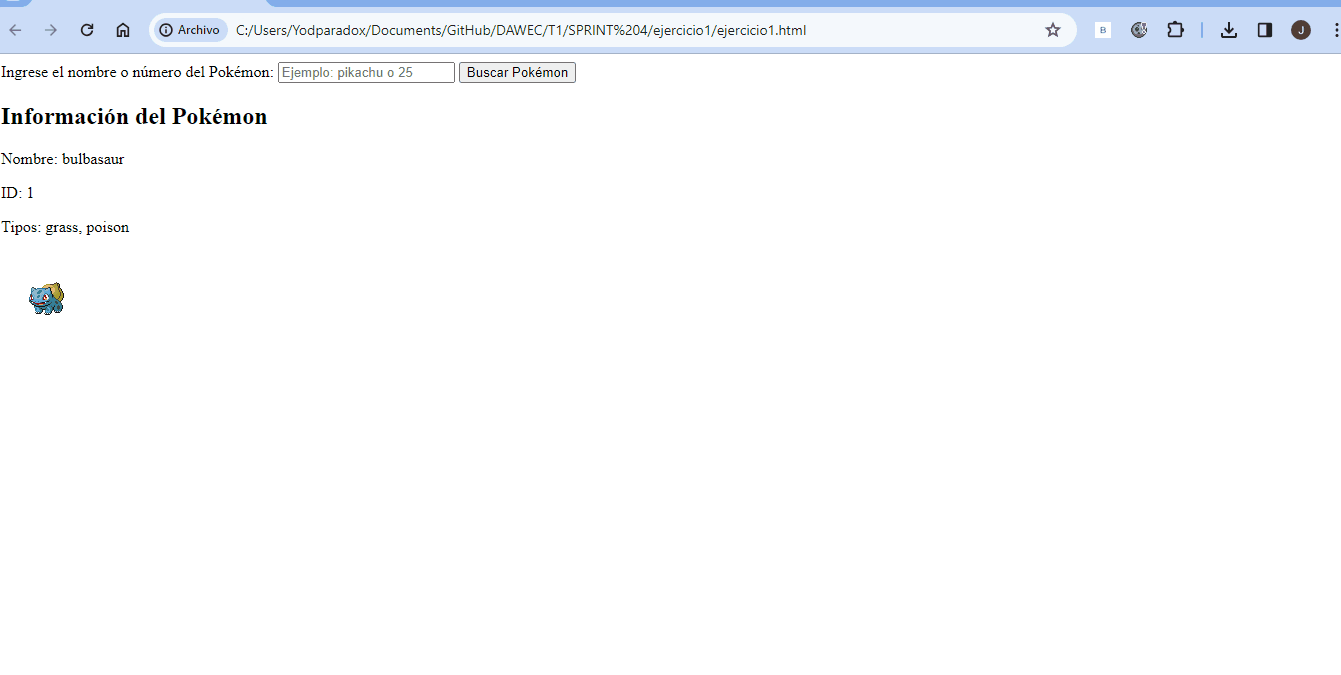 Archivo C:/Users/Yodparadox/Documents/GitHub/DAWEC/T1/SPRINT%204/ejercicio1/ejercicio1.html B J
Ingrese el nombre o número del Pokémon: Ejemplo: pikachu o 25 Buscar Pokémon
Información del Pokémon
Nombre: bulbasaur
ID: 1
Tipos: grass, poison